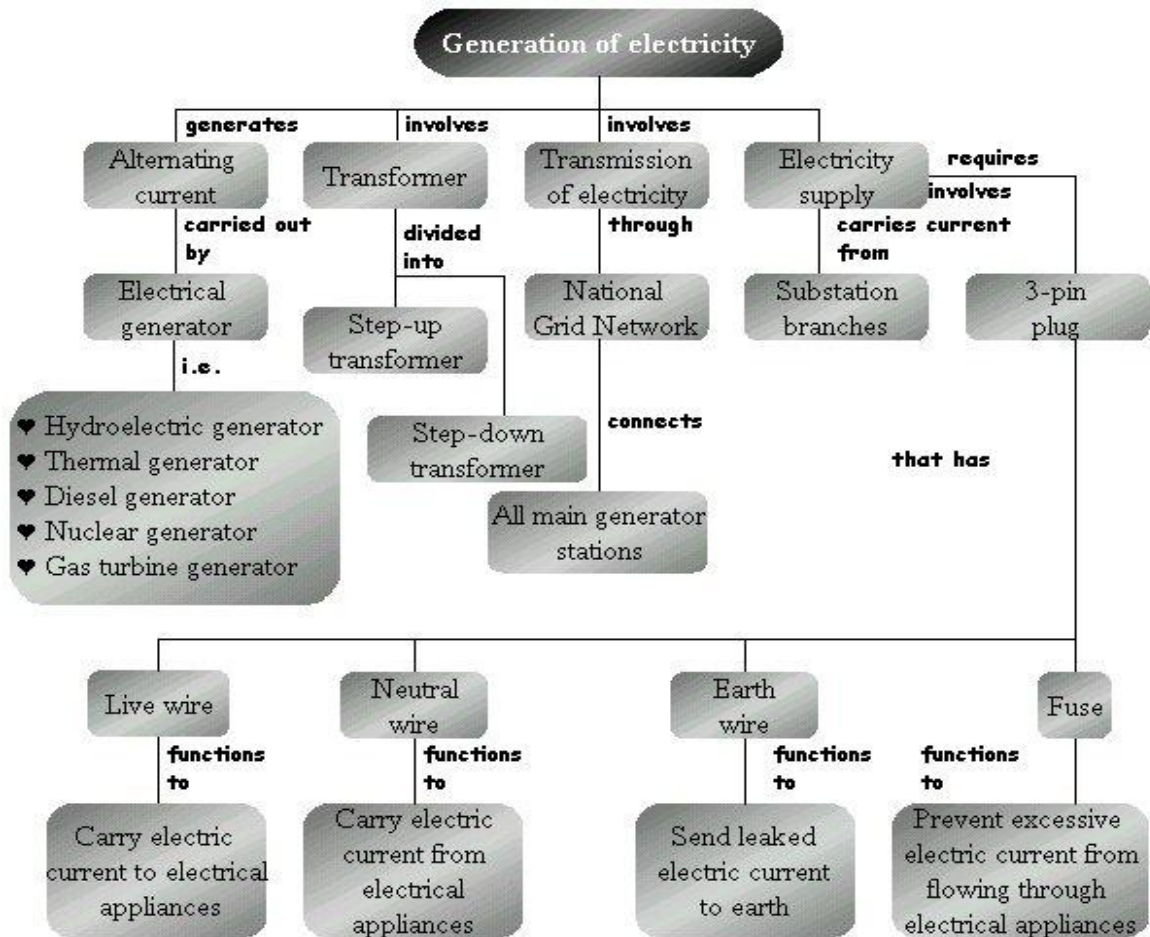 Generation of electricity
generates
involves
involves
Alternating
current
Transformer
Transmission
of electricity
Electricity
supply
requires
involves
carried out
by
divided
into
through
carries current
from
Electrical
generator
Step-up
transformer
National
Grid Network
Substation
branches
3-pin
plug
i.e.
❤ Hydroelectric generator
❤ Thermal generator
❤ Diesel generator
❤ Nuclear generator
❤ Gas turbine generator
Step-down
transformer
connects
All main generator
stations
that has
Live wire
Neutral
wire
Earth
wire
Fuse
functions
to
functions
to
functions
to
functions
to
Carry electric
current to electrical
appliances
Carry electric
current from
electrical
appliances
Send leaked
electric current
to earth
Prevent excessive
electric current from
flowing through
electrical appliances